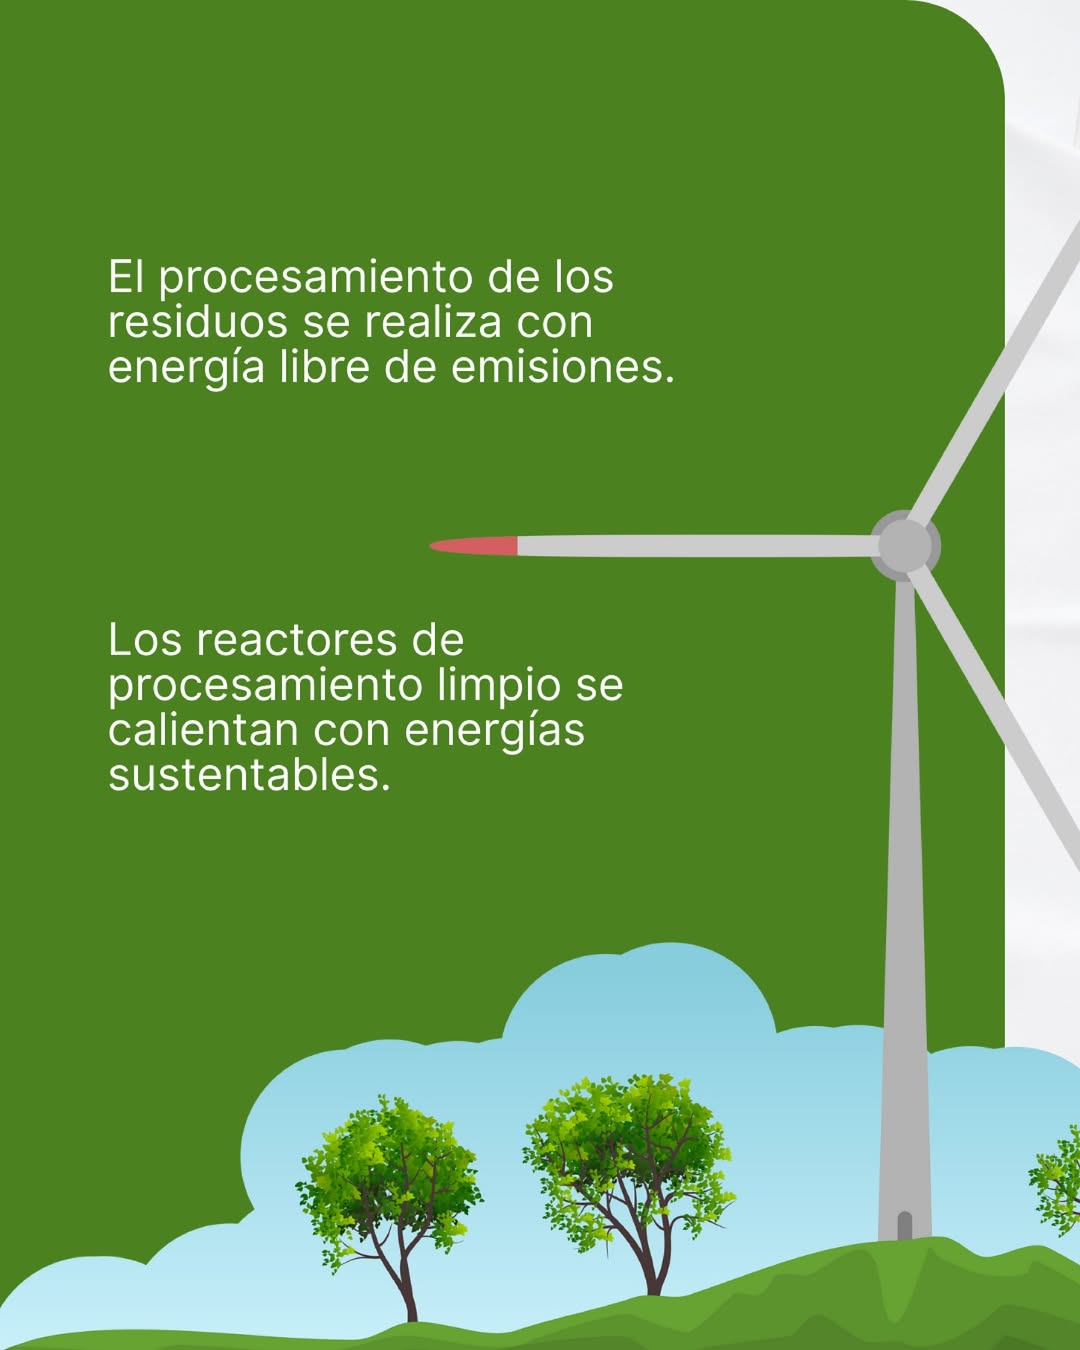 El procesamiento de los
residuos se realiza con
energía libre de emisiones.
Los reactores de
procesamiento limpio se
calientan con energías
sustentables.